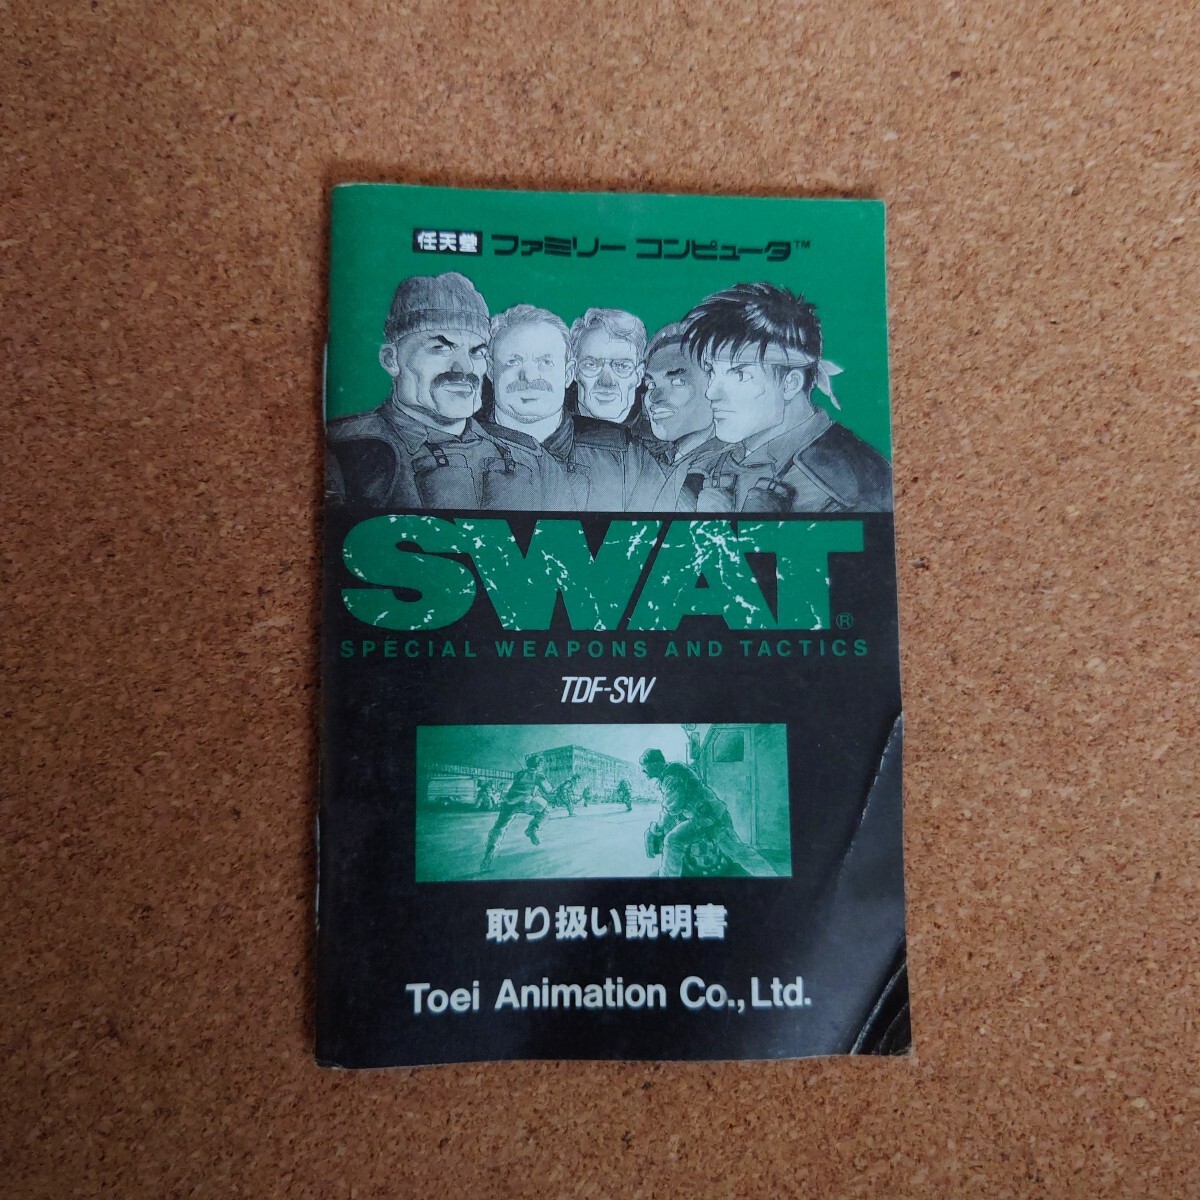 任天堂 ファミリー コンピュータ™
SWAT®
SPECIAL WEAPONS AND TACTICS
TDF-SW
取り扱い説明書
Toei Animation Co., Ltd.